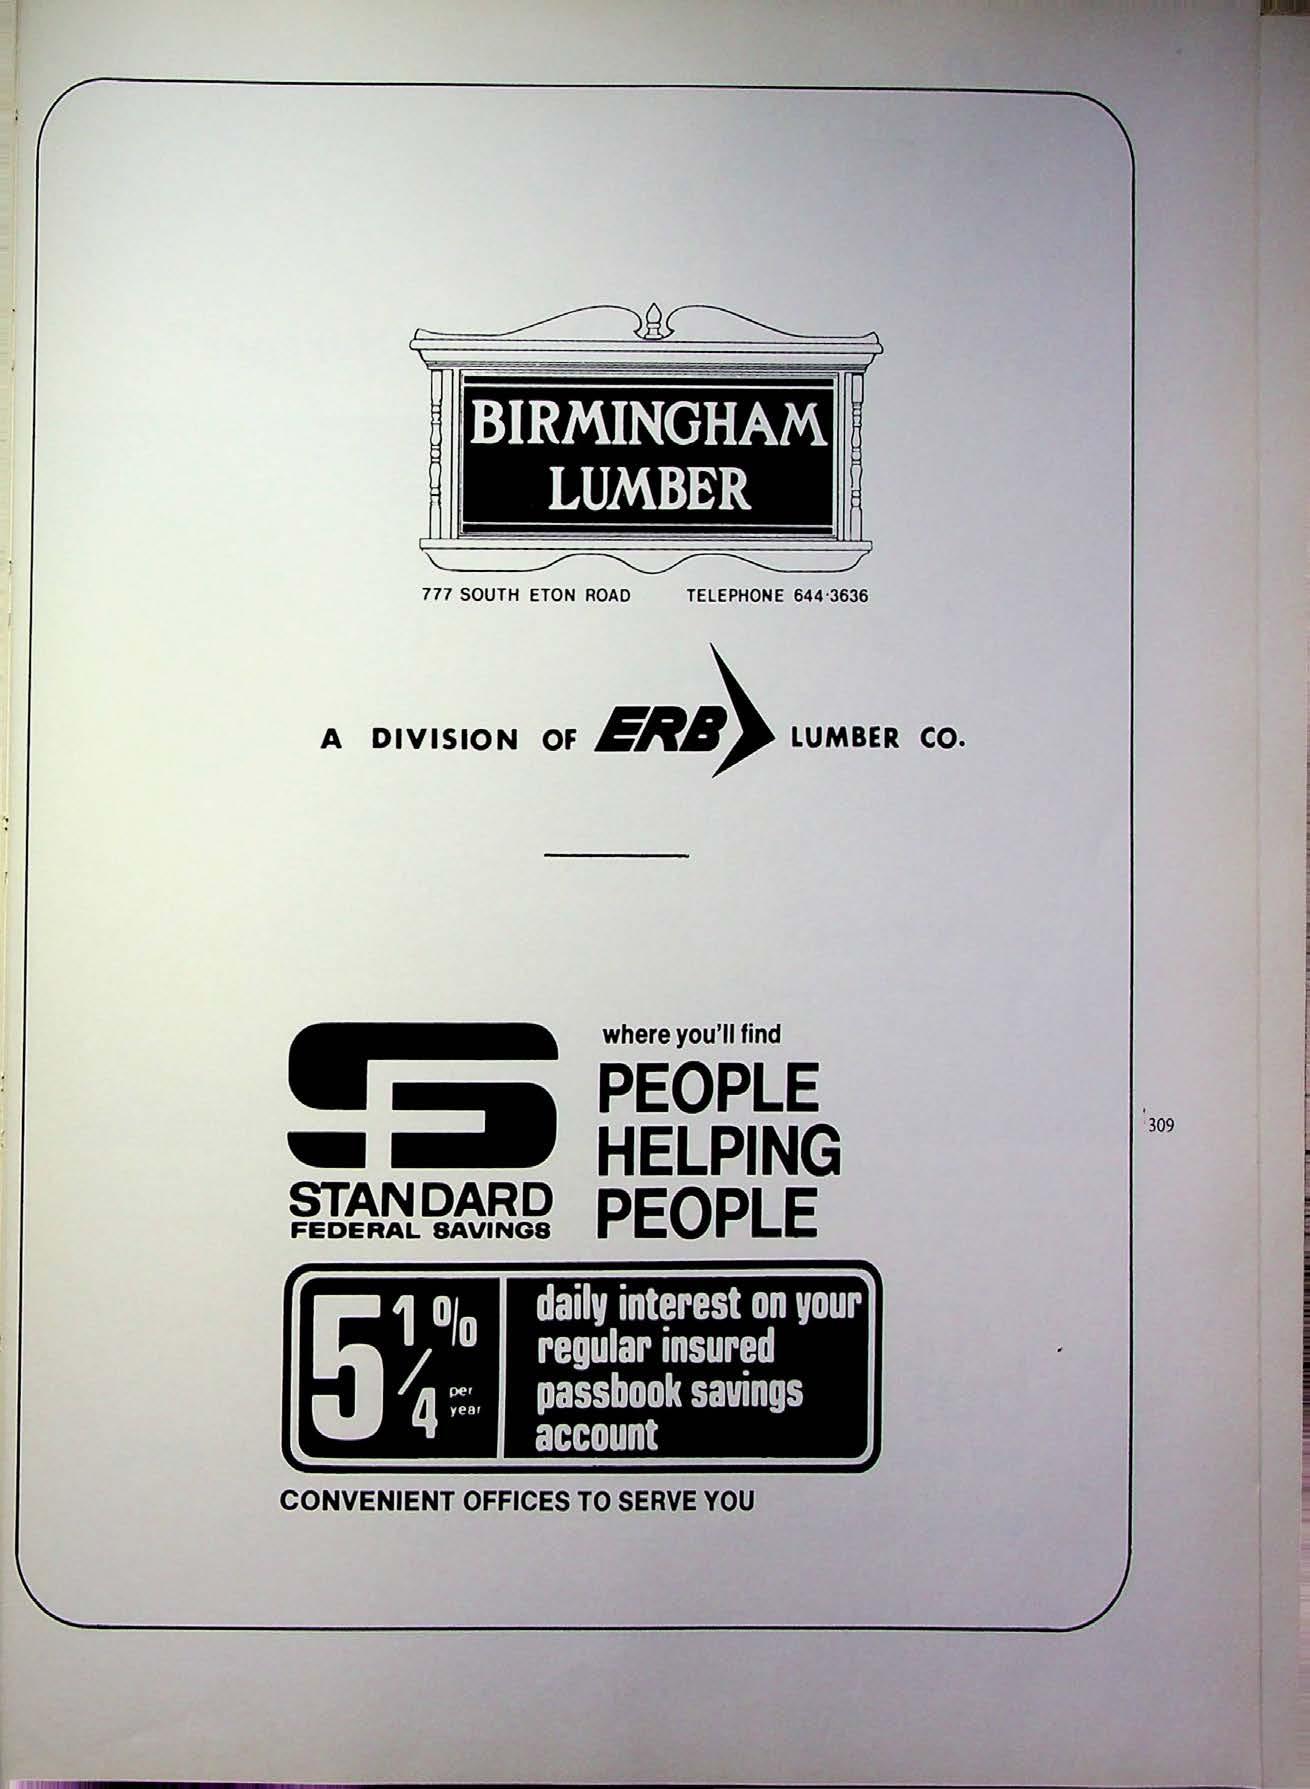 BIRMINGHAM
LUMBER
777 SOUTH ETON ROAD TELEPHONE 644-3636
A DIVISION OF ERB LUMBER CO.
STANDARD
FEDERAL SAVINGS
where you'll find
PEOPLE
HELPING
PEOPLE
5 1/4 % per year
daily interest on your
regular insured
passbook savings
account
CONVENIENT OFFICES TO SERVE YOU
309